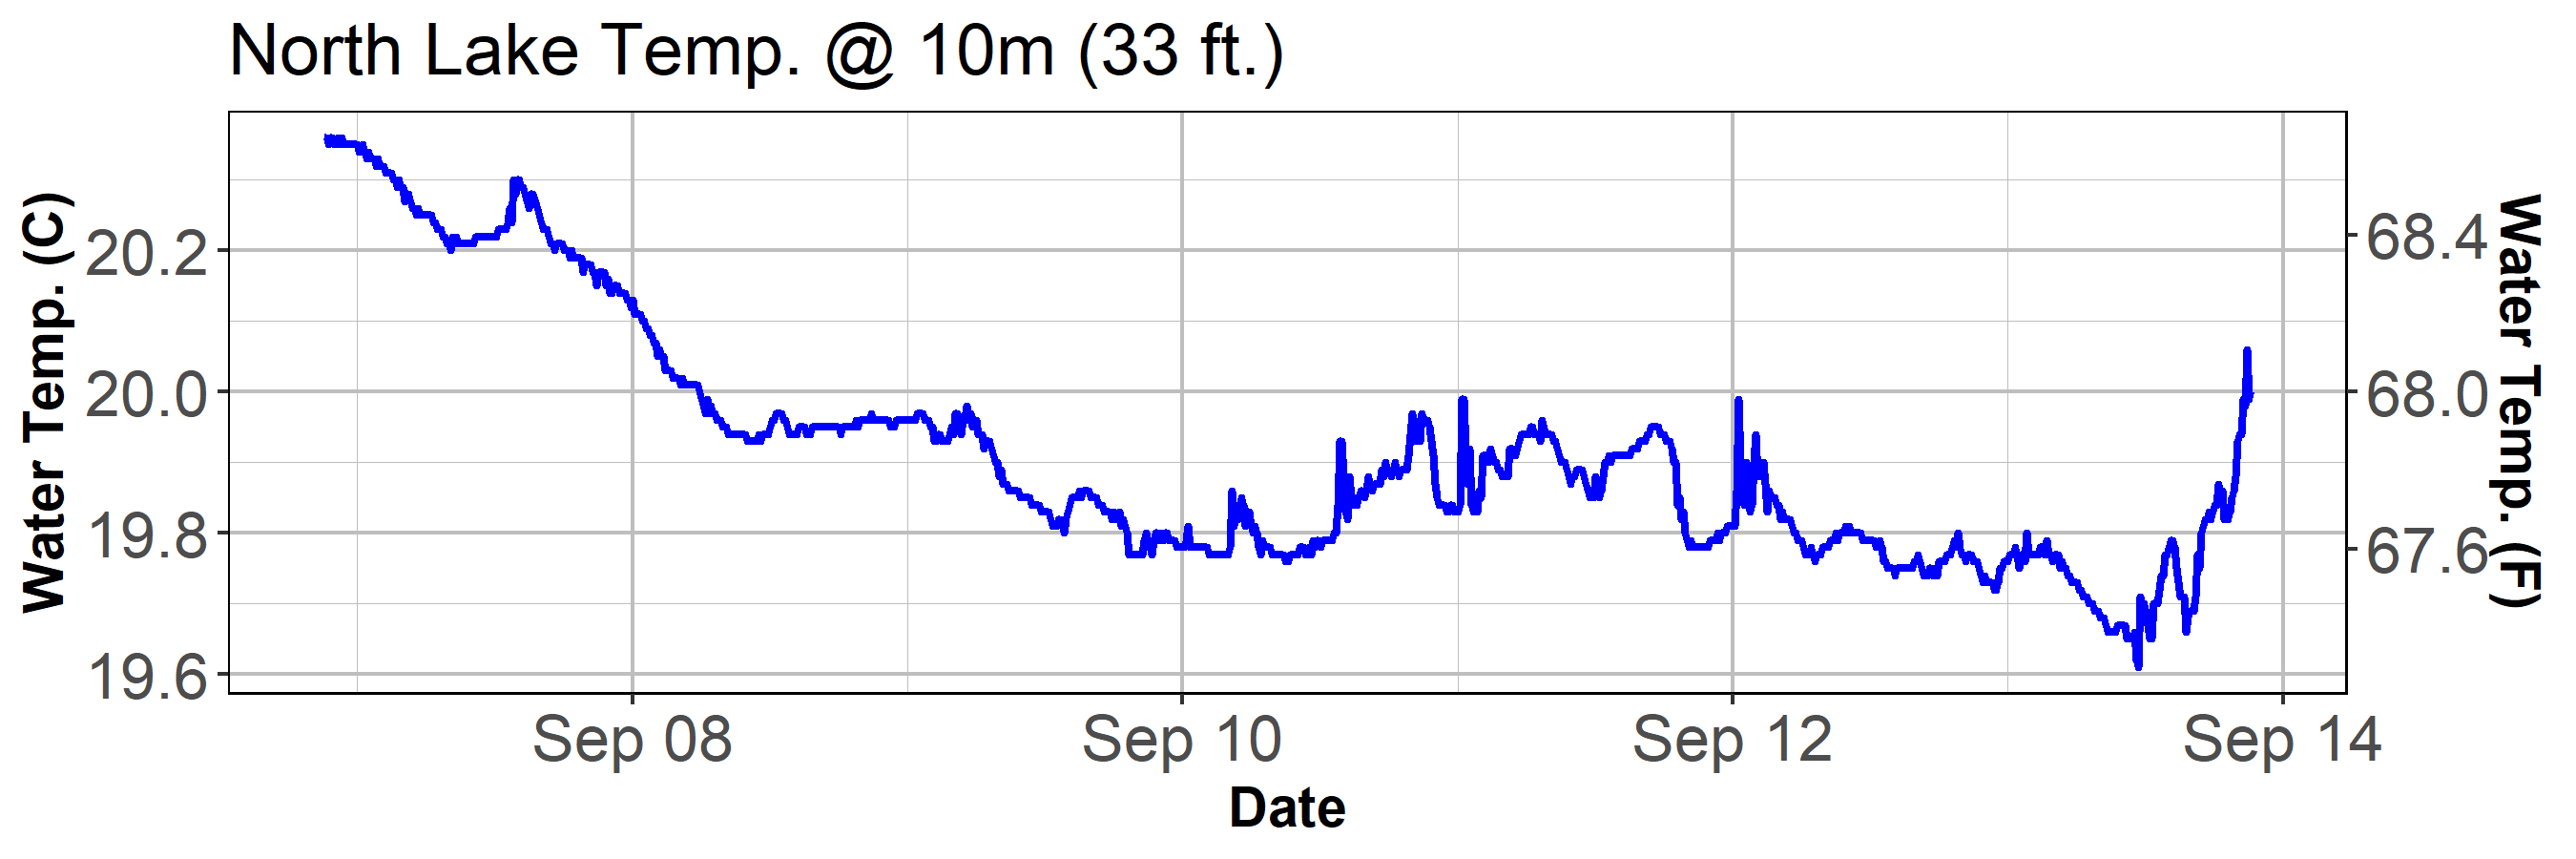 North Lake Temp. @ 10m (33 ft.)
Water Temp. (C)
20.2
20.0
19.8
19.6
68.4
68.0
67.6
Water Temp. (F)
Sep 08
Sep 10
Sep 12
Sep 14
Date